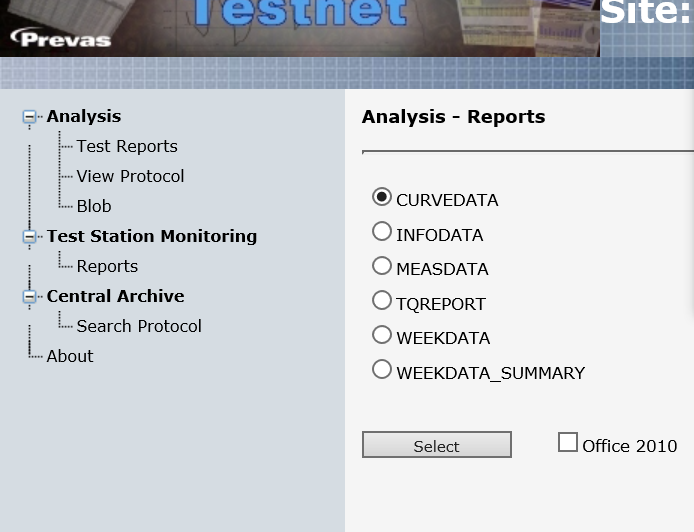 Testnet
Site:
Prevas
Analysis
Test Reports
View Protocol
Blob
Test Station Monitoring
Reports
Central Archive
Search Protocol
About
Analysis - Reports
CURVEDATA
INFODATA
MEASDATA
TQREPORT
WEEKDATA
WEEKDATA_SUMMARY
Select
Office 2010